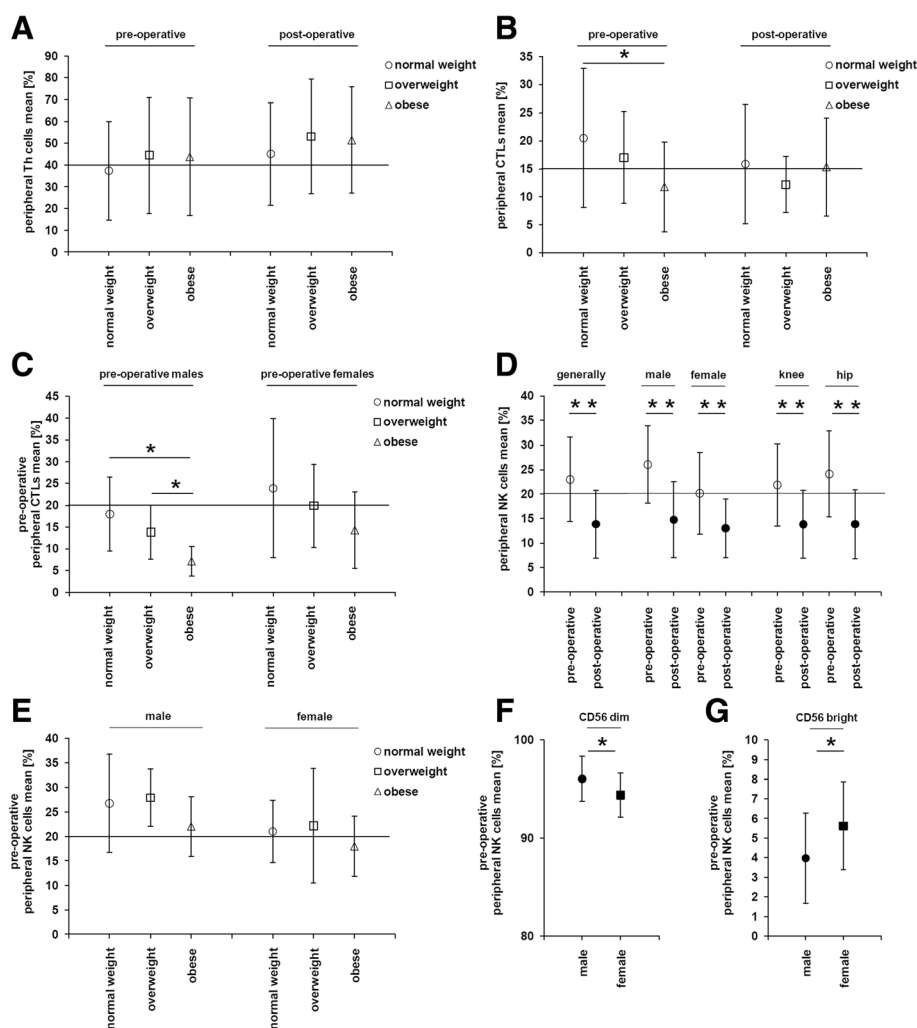 A
pre-operative
post-operative
peripheral Th cells mean [%]
90
80
70
60
50
40
30
20
10
0
normal weight
overweight
obese
normal weight
overweight
obese
normal weight
overweight
obese
B
pre-operative
post-operative
*
peripheral CTLs mean [%]
35
30
25
20
15
10
5
0
normal weight
overweight
obese
normal weight
overweight
obese
normal weight
overweight
obese
C
pre-operative males
pre-operative females
*
*
pre-operative
peripheral CTLs mean [%]
45
40
35
30
25
20
15
10
5
0
normal weight
overweight
obese
normal weight
overweight
obese
normal weight
overweight
obese
D
generally
male
female
knee
hip
* *
* *
* *
* *
* *
peripheral NK cells mean [%]
40
35
30
25
20
15
10
5
0
pre-operative
post-operative
pre-operative
post-operative
pre-operative
post-operative
pre-operative
post-operative
pre-operative
post-operative
E
male
female
pre-operative
peripheral NK cells mean [%]
40
35
30
25
20
15
10
5
0
normal weight
overweight
obese
normal weight
overweight
obese
normal weight
overweight
obese
F
CD56 dim
*
pre-operative
peripheral NK cells mean [%]
100
90
80
male
female
G
CD56 bright
*
pre-operative
peripheral NK cells mean [%]
10
9
8
7
6
5
4
3
2
1
0
male
female